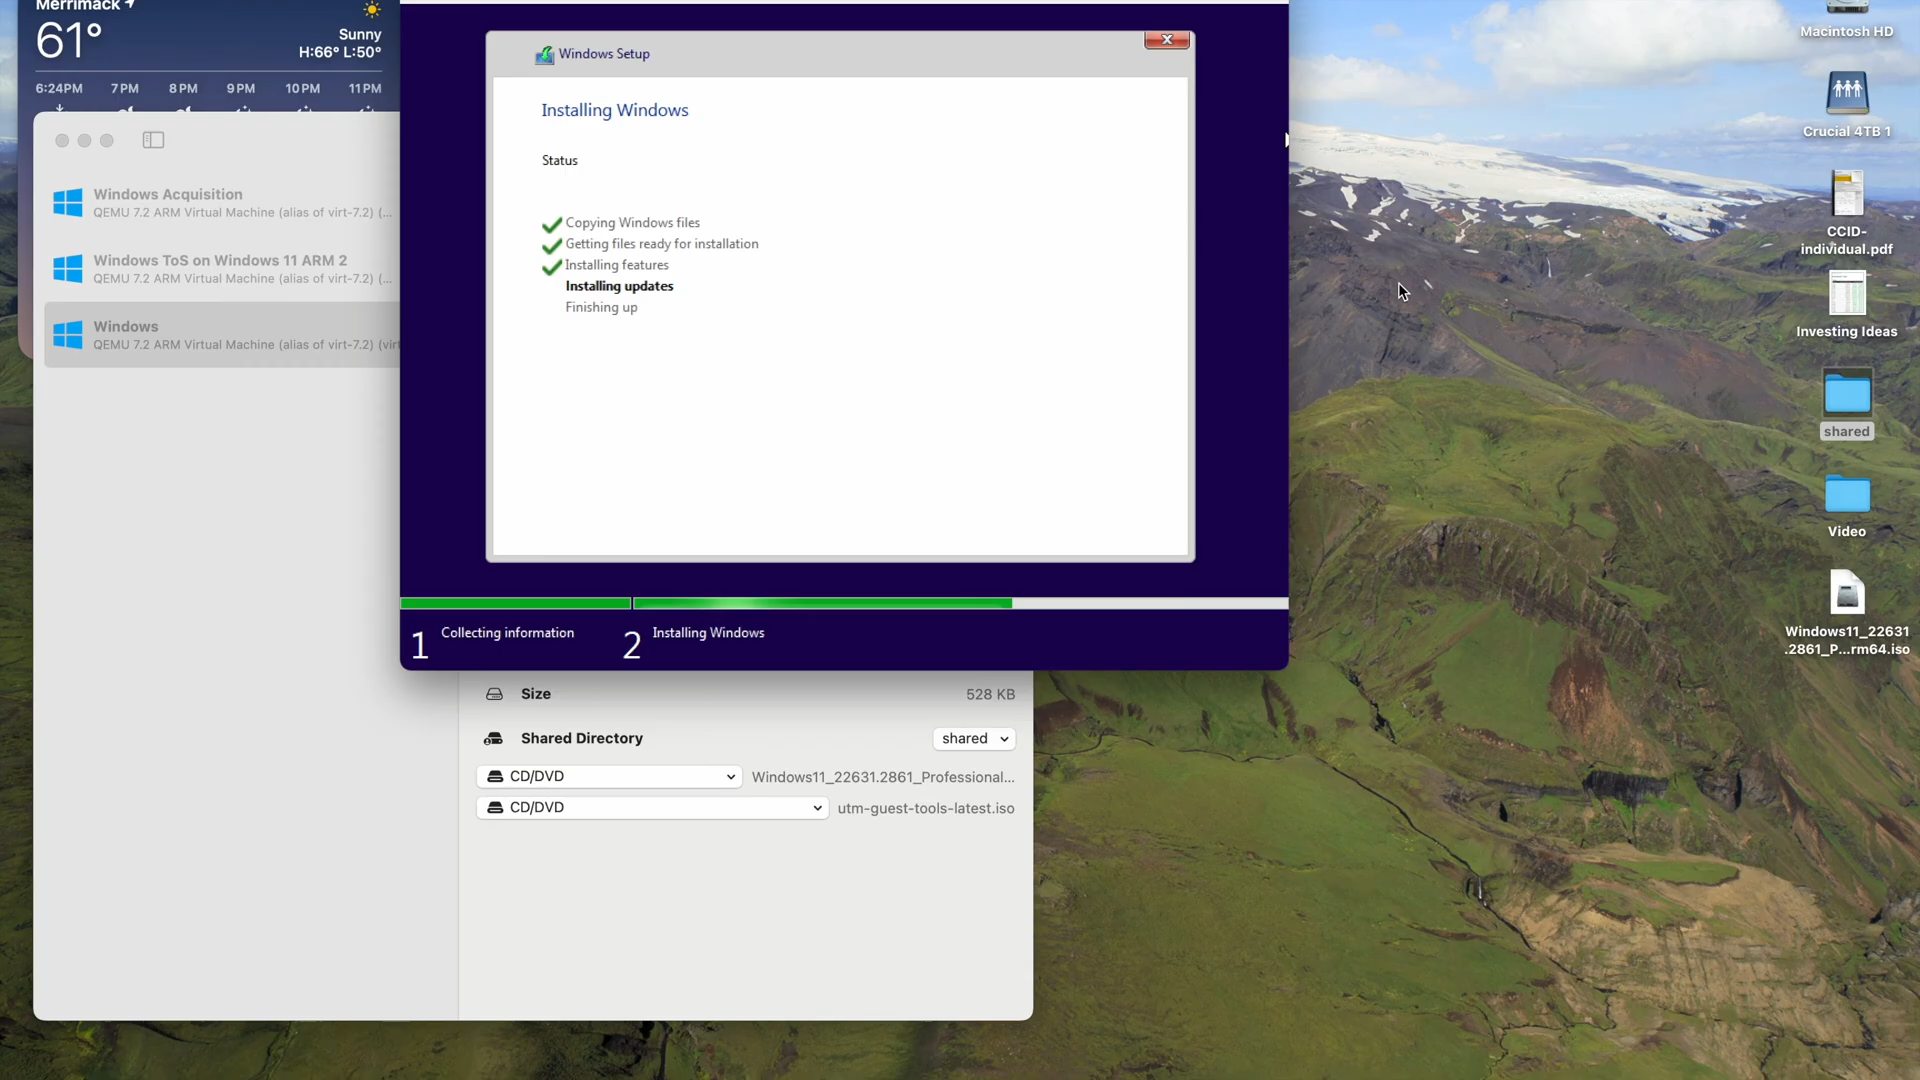 Merrimack
61°
Sunny
H:66° L:50°
6:24PM 7PM 8PM 9PM 10PM 11PM
Windows Acquisition
QEMU 7.2 ARM Virtual Machine (alias of virt-7.2) (...
Windows ToS on Windows 11 ARM 2
QEMU 7.2 ARM Virtual Machine (alias of virt-7.2) (...
Windows
QEMU 7.2 ARM Virtual Machine (alias of virt-7.2) (virt
Windows Setup
Installing Windows
Status
Copying Windows files
Getting files ready for installation
Installing features
Installing updates
Finishing up
1 Collecting information
2 Installing Windows
Size 528 KB
Shared Directory shared
CD/DVD Windows11_22631.2861_Professional...
CD/DVD utm-guest-tools-latest.iso
Macintosh HD
Crucial 4TB 1
CCID-
individual.pdf
Investing Ideas
shared
Video
Windows11_22631
.2861_P...rm64.iso